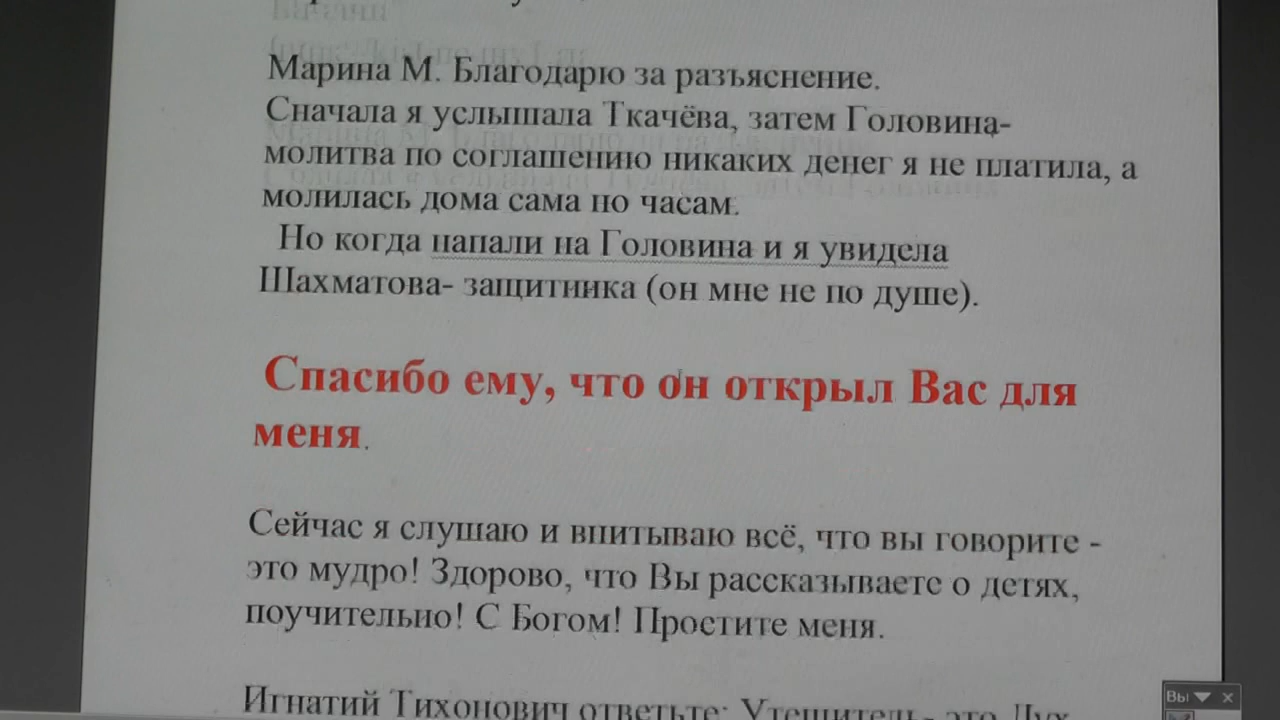 Марина М. Благодарю за разъяснение.
Сначала я услышала Ткачёва, затем Головина-
молитва по соглашению никаких денег я не платила, а
молилась дома сама по часам.
Но когда напали на Головина и я увидела
Шахматова- защитника (он мне не по душе).
Спасибо ему, что он открыл Вас для
меня.
Сейчас я слушаю и впитываю всё, что вы говорите -
это мудро! Здорово, что Вы рассказываете о детях,
поучительно! С Богом! Простите меня.
Игнатий Тихонович ответьте: Утешитель- это Дух
Вы